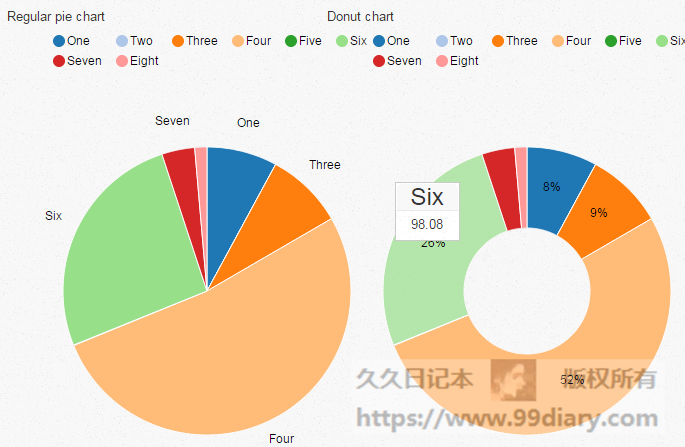 Regular pie chart
One Two Three Four Five Six
Seven Eight
Seven
One
Three
Six
Four
Donut chart
One Two Three Four Five Six
Seven Eight
Six
98.08
8%
9%
26%
52%
久久日记本 版权所有
https://www.99diary.com